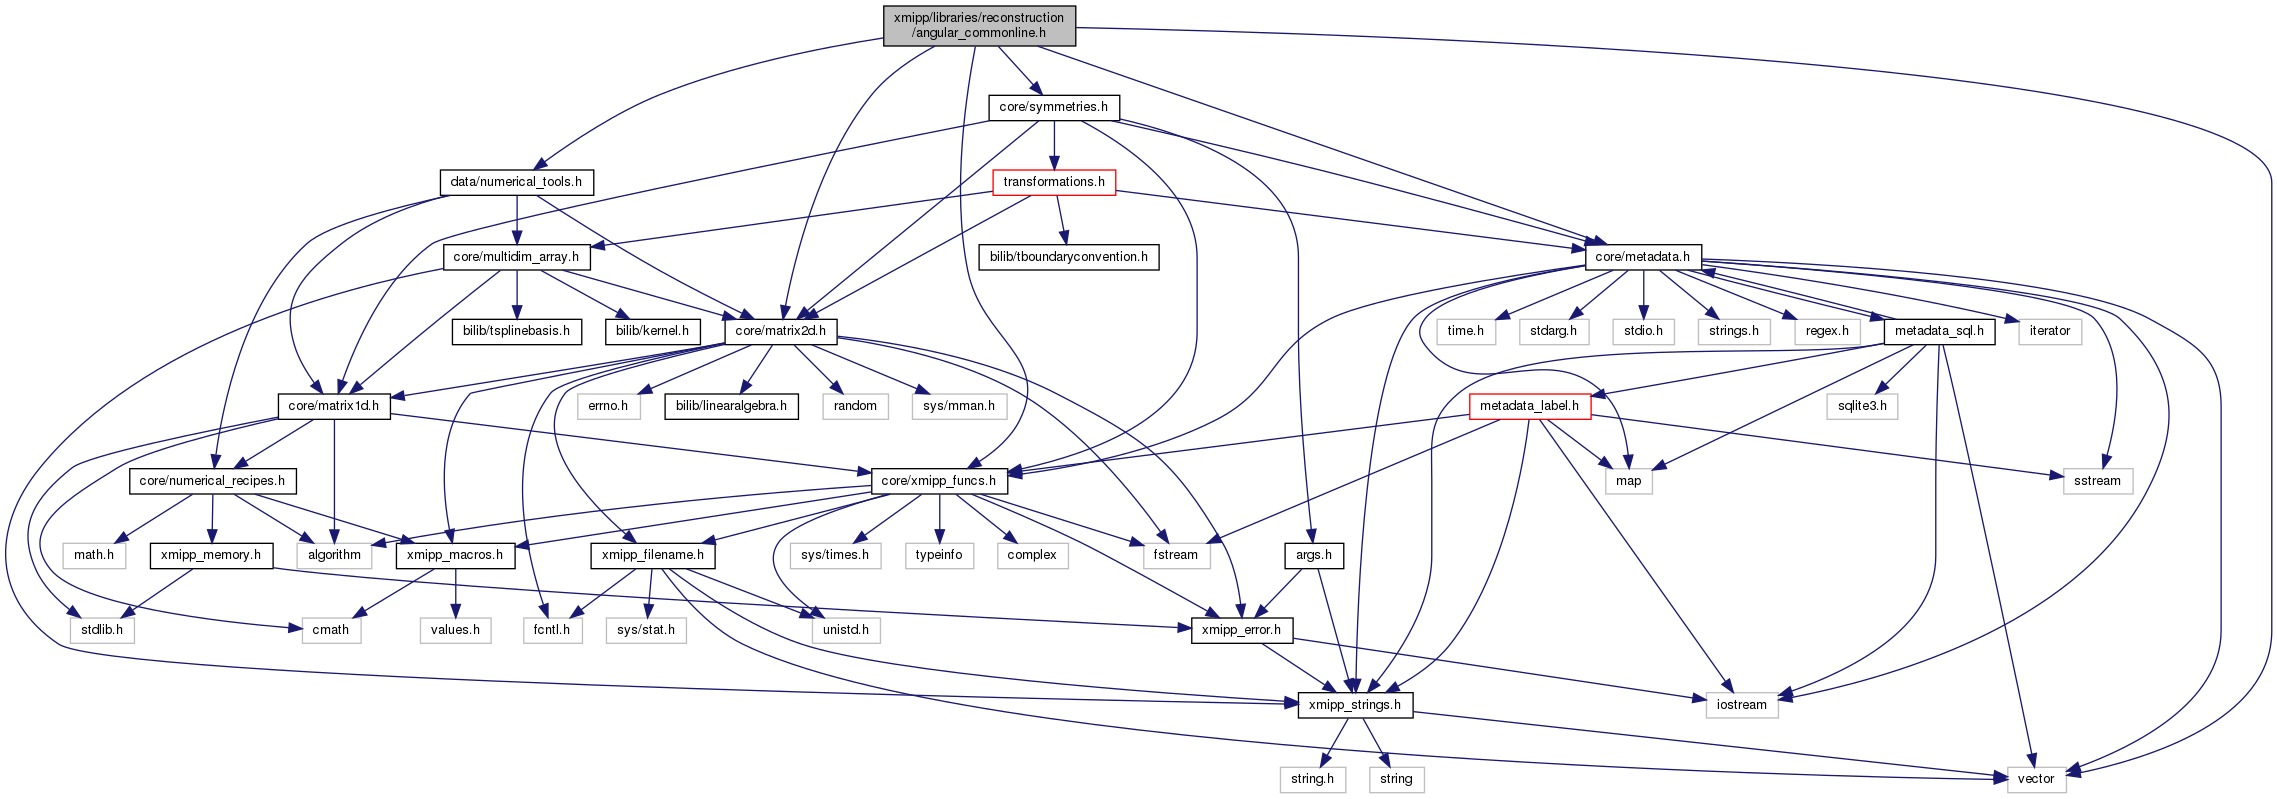 xmipp/libraries/reconstruction
/angular_commonline.h
core/symmetries.h
data/numerical_tools.h
transformations.h
core/multidim_array.h
bilib/tboundaryconvention.h
core/metadata.h
bilib/tsplinebasis.h
bilib/kernel.h
core/matrix2d.h
time.h
stdarg.h
stdio.h
strings.h
regex.h
metadata_sql.h
iterator
core/matrix1d.h
errno.h
bilib/linearalgebra.h
random
sys/mman.h
metadata_label.h
sqlite3.h
core/numerical_recipes.h
core/xmipp_funcs.h
map
sstream
math.h
xmipp_memory.h
algorithm
xmipp_macros.h
xmipp_filename.h
sys/times.h
typeinfo
complex
fstream
args.h
stdlib.h
cmath
values.h
fcntl.h
sys/stat.h
unistd.h
xmipp_error.h
xmipp_strings.h
iostream
string.h
string
vector